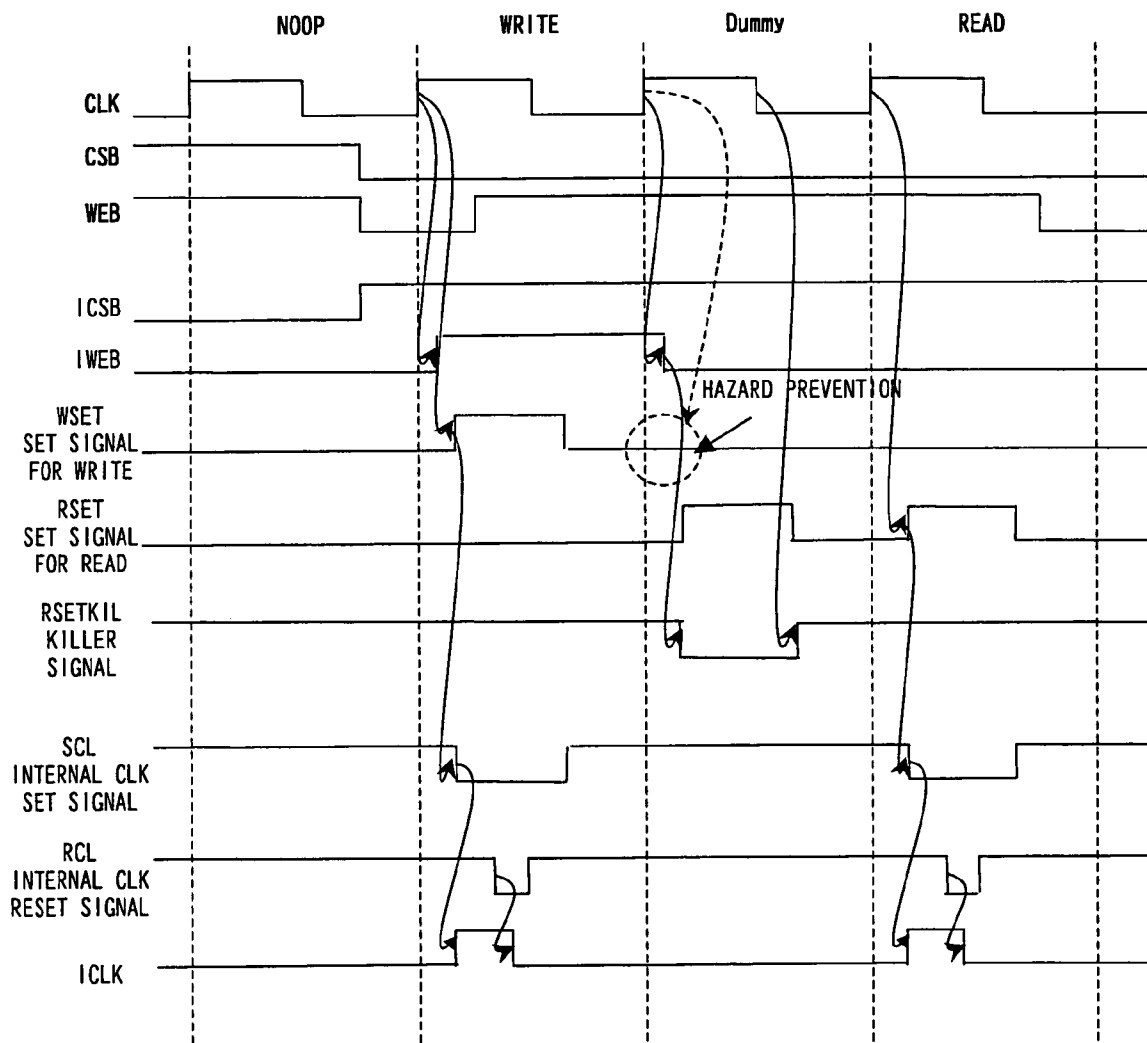 NOOP WRITE Dummy READ
CLK
CSB
WEB
ICSB
IWEB
HAZARD PREVENTION
WSET
SET SIGNAL
FOR WRITE
RSET
SET SIGNAL
FOR READ
RSETKIL
KILLER
SIGNAL
SCL
INTERNAL CLK
SET SIGNAL
RCL
INTERNAL CLK
RESET SIGNAL
ICLK